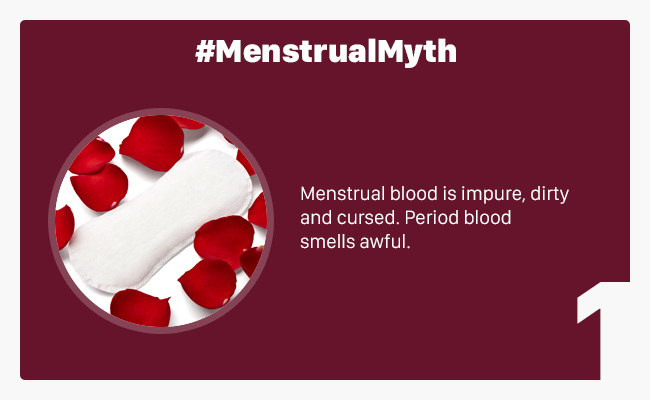 #MenstrualMyth
Menstrual blood is impure, dirty
and cursed. Period blood
smells awful.
1